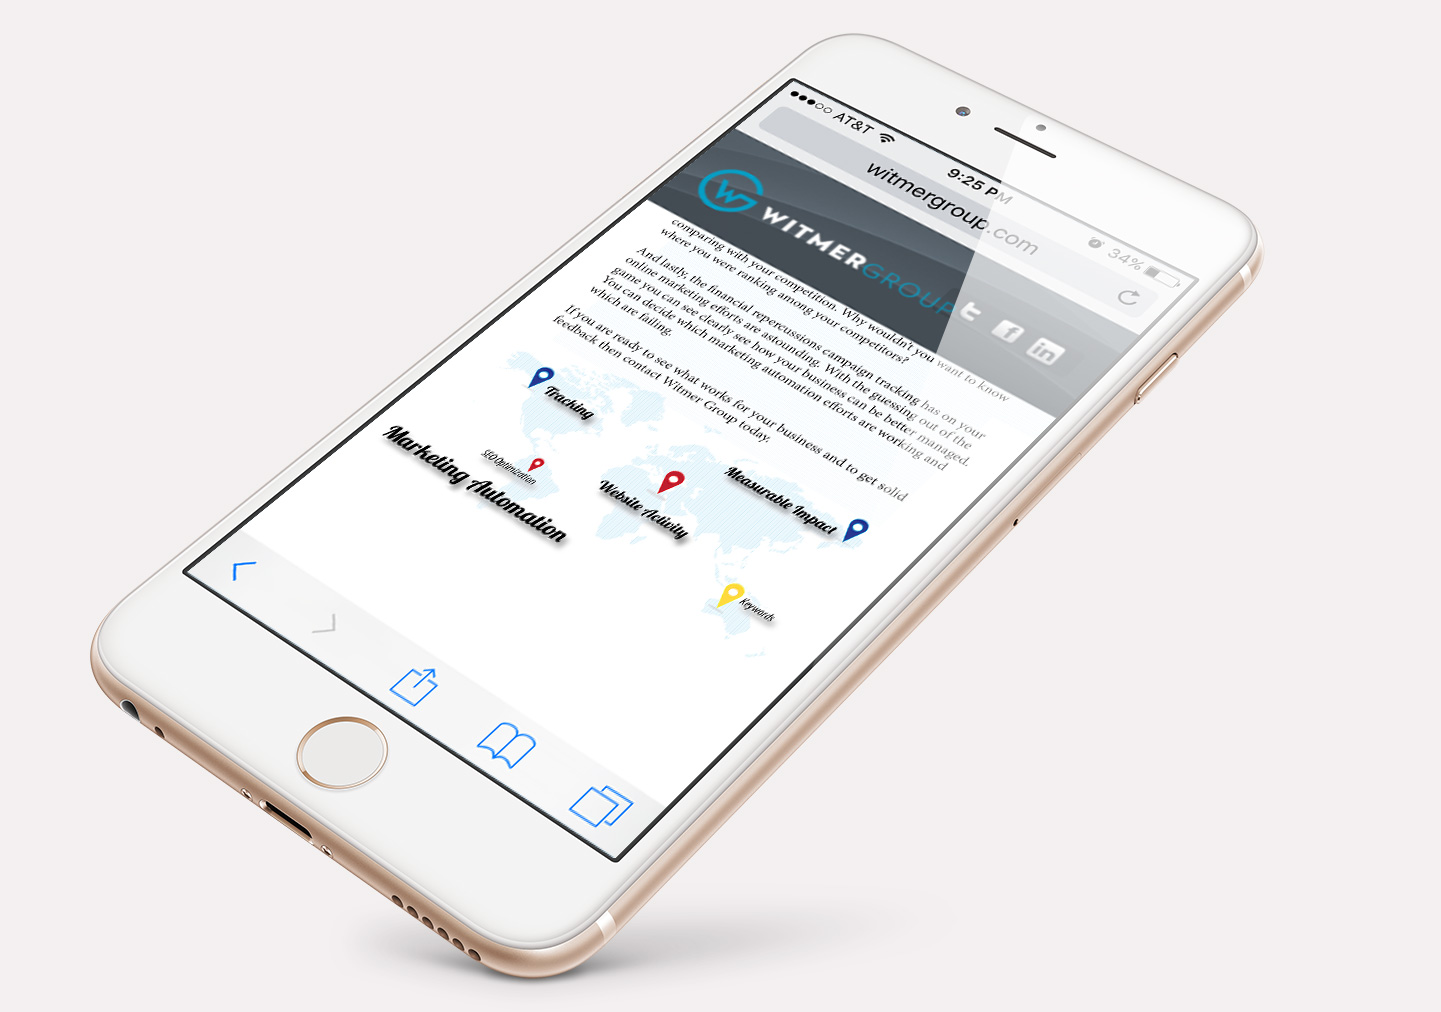 AT&T
9:25 PM
34%
witmergroup.com
W
WITMERGROUP
comparing with your competition. Why wouldn't you want to know
where you were ranking among your competitors?
And lastly, the financial repercussions campaign tracking has on your
online marketing efforts are astounding. With the guessing out of the
game you can see clearly see how your business can be better managed.
You can decide which marketing automation efforts are working and
which are failing.
If you are ready to see what works for your business and to get solid
feedback then contact Witmer Group today.
Tracking
Marketing Automation
SEO Optimization
Website Activity
Measurable Impact
Keywords